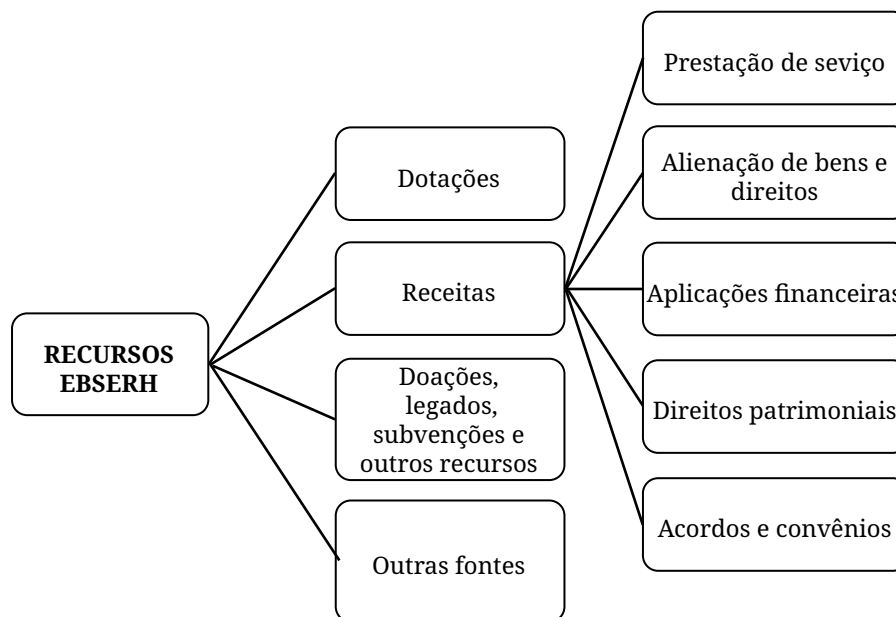 RECURSOS
EBSERH
Dotações
Receitas
Doações,
legados,
subvenções e
outros recursos
Outras fontes
Prestação de seviço
Alienação de bens e
direitos
Aplicações financeiras
Direitos patrimoniais
Acordos e convênios